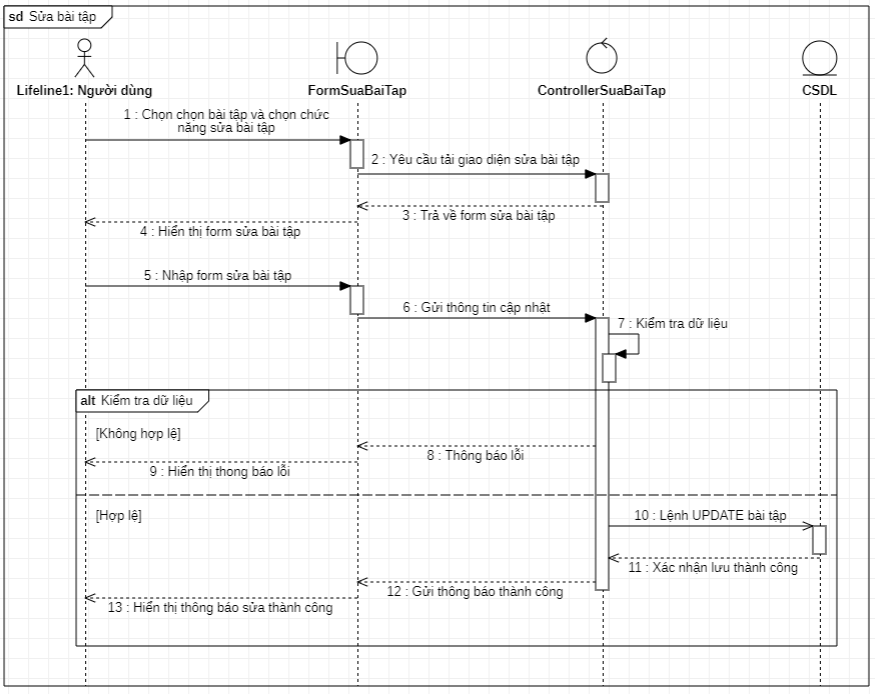 sd Sửa bài tập
Lifeline1: Người dùng
FormSuaBaiTap
ControllerSuaBaiTap
CSDL
1 : Chọn chọn bài tập và chọn chức
năng sửa bài tập
2 : Yêu cầu tải giao diện sửa bài tập
3 : Trả về form sửa bài tập
4 : Hiển thị form sửa bài tập
5 : Nhập form sửa bài tập
6 : Gửi thông tin cập nhật
7 : Kiểm tra dữ liệu
alt Kiểm tra dữ liệu
[Không hợp lệ]
8 : Thông báo lỗi
9 : Hiển thị thong báo lỗi
[Hợp lệ]
10 : Lệnh UPDATE bài tập
11 : Xác nhận lưu thành công
12 : Gửi thông báo thành công
13 : Hiển thị thông báo sửa thành công